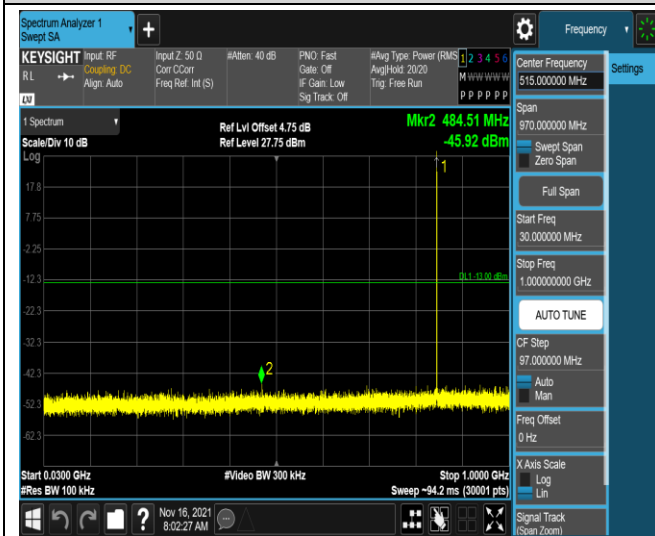 Spectrum Analyzer 1
Swept SA
+
Frequency
KEYSIGHT
RL
LXI
Input: RF
Coupling: DC
Align: Auto
Input Z: 50 Ω
Corr CCorr
Freq Ref: Int (S)
#Atten: 40 dB
PNO: Fast
Gate: Off
IF Gain: Low
Sig Track: Off
#Avg Type: Power (RMS
Avg|Hold: 20/20
Trig: Free Run
1 2 3 4 5 6
M W W W W W
P P P P P P
1 Spectrum
Scale/Div 10 dB
Log
Ref Lvl Offset 4.75 dB
Ref Level 27.75 dBm
Mkr2 484.51 MHz
-45.92 dBm
17.8
7.75
-2.25
-12.3
-22.3
-32.3
-42.3
-52.3
-62.3
1
DL1 -13.00 dBm
2
Start 0.0300 GHz
#Res BW 100 kHz
#Video BW 300 kHz
Stop 1.0000 GHz
Sweep ~94.2 ms (30001 pts)
?
Nov 16, 2021
8:02:27 AM
Center Frequency
515.000000 MHz
Span
970.000000 MHz
Swept Span
Zero Span
Full Span
Start Freq
30.000000 MHz
Stop Freq
1.000000000 GHz
AUTO TUNE
CF Step
97.000000 MHz
Auto
Man
Freq Offset
0 Hz
X Axis Scale
Log
Lin
Signal Track
(Span Zoom)
Settings